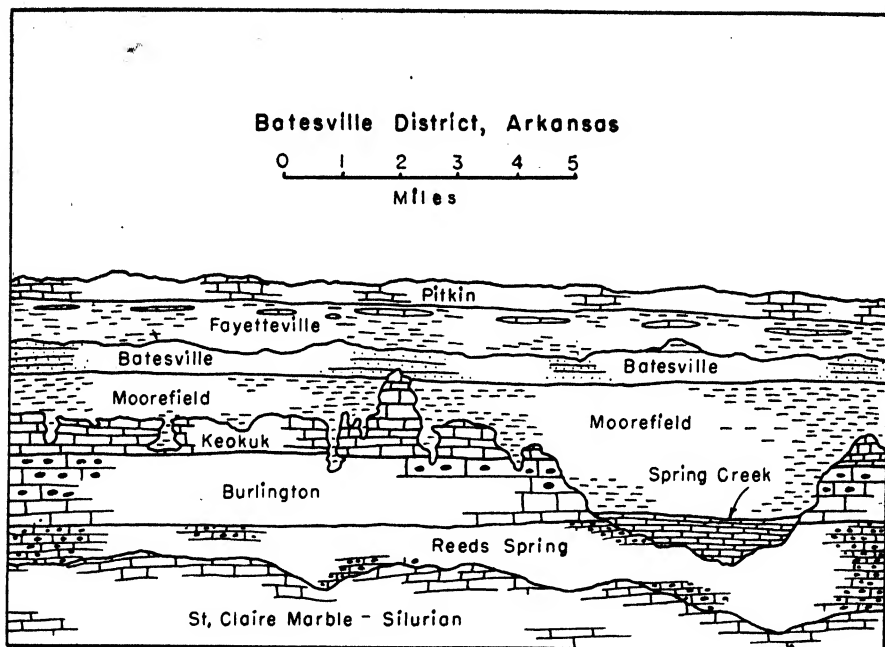 Batesville District, Arkansas
0 1 2 3 4 5
Miles
Pitkin
Fayetteville
Batesville Batesville
Moorefield Moorefield
Keokuk
Spring Creek
Burlington
Reeds Spring
St. Claire Marble - Silurian